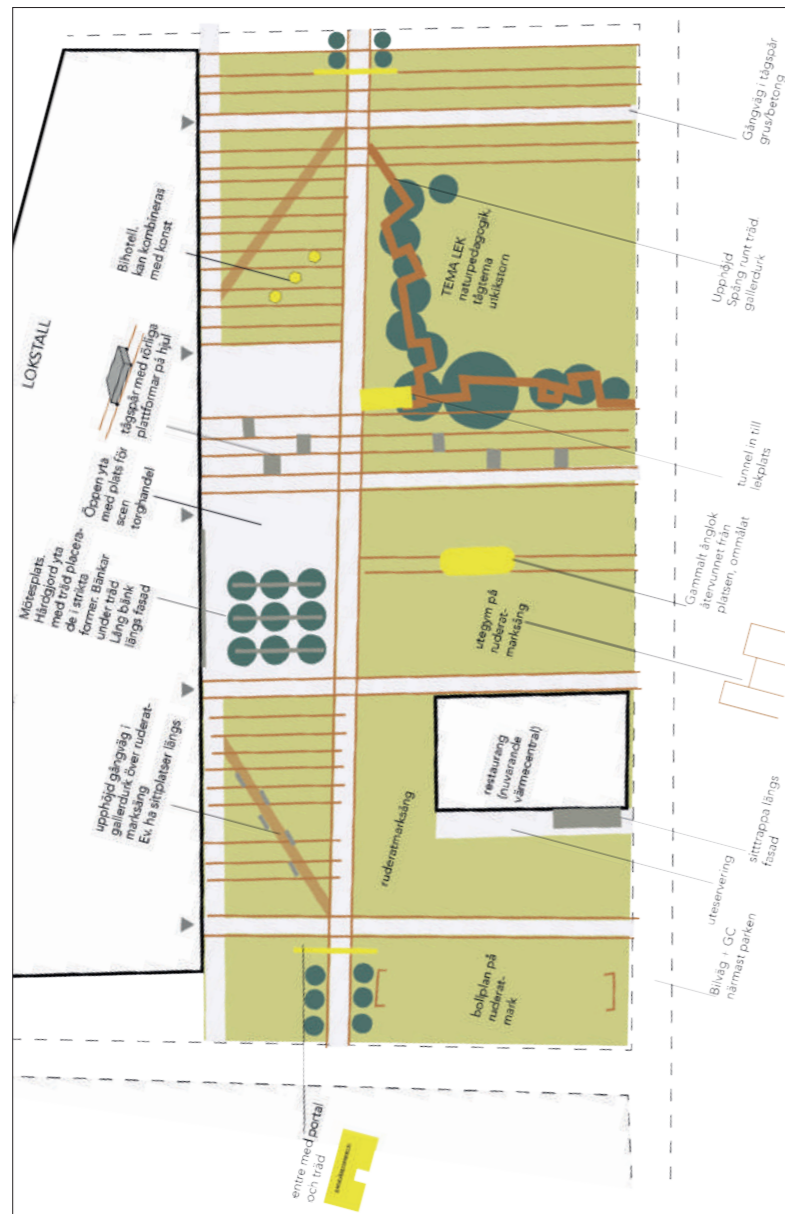 LOKSTALL
Bihotell,
kan kombineras
med konst
tågspår med rörliga
plattformar på hjul
Öppen yta
med plats för
scen
torghandel
Mötesplats.
Hårdgjord yta
med träd placera-
de i strikta
former. Bänkar
under träd
Lång bänk
längs fasad
upphöjd gångväg i
gallerdurk över ruderat-
marksäng
Ev. ha sittplatser längs
TEMA LEK
naturpedagogik,
tågtema
utkikstorn
utegym på
ruderat-
marksäng
restaurang
(nuvarande
värmecentral)
ruderatmarksäng
bollplan på
ruderat-
mark
Gångväg i tågspår
grus/betong
Upphöjd
Spång runt träd.
gallerdurk
tunnel in till
lekplats
Gammalt ånglok
återvunnet från
platsen, ommålat
sitttrappa längs
fasad
uteservering
Bilväg + GC
närmast parken
entre med portal
och träd